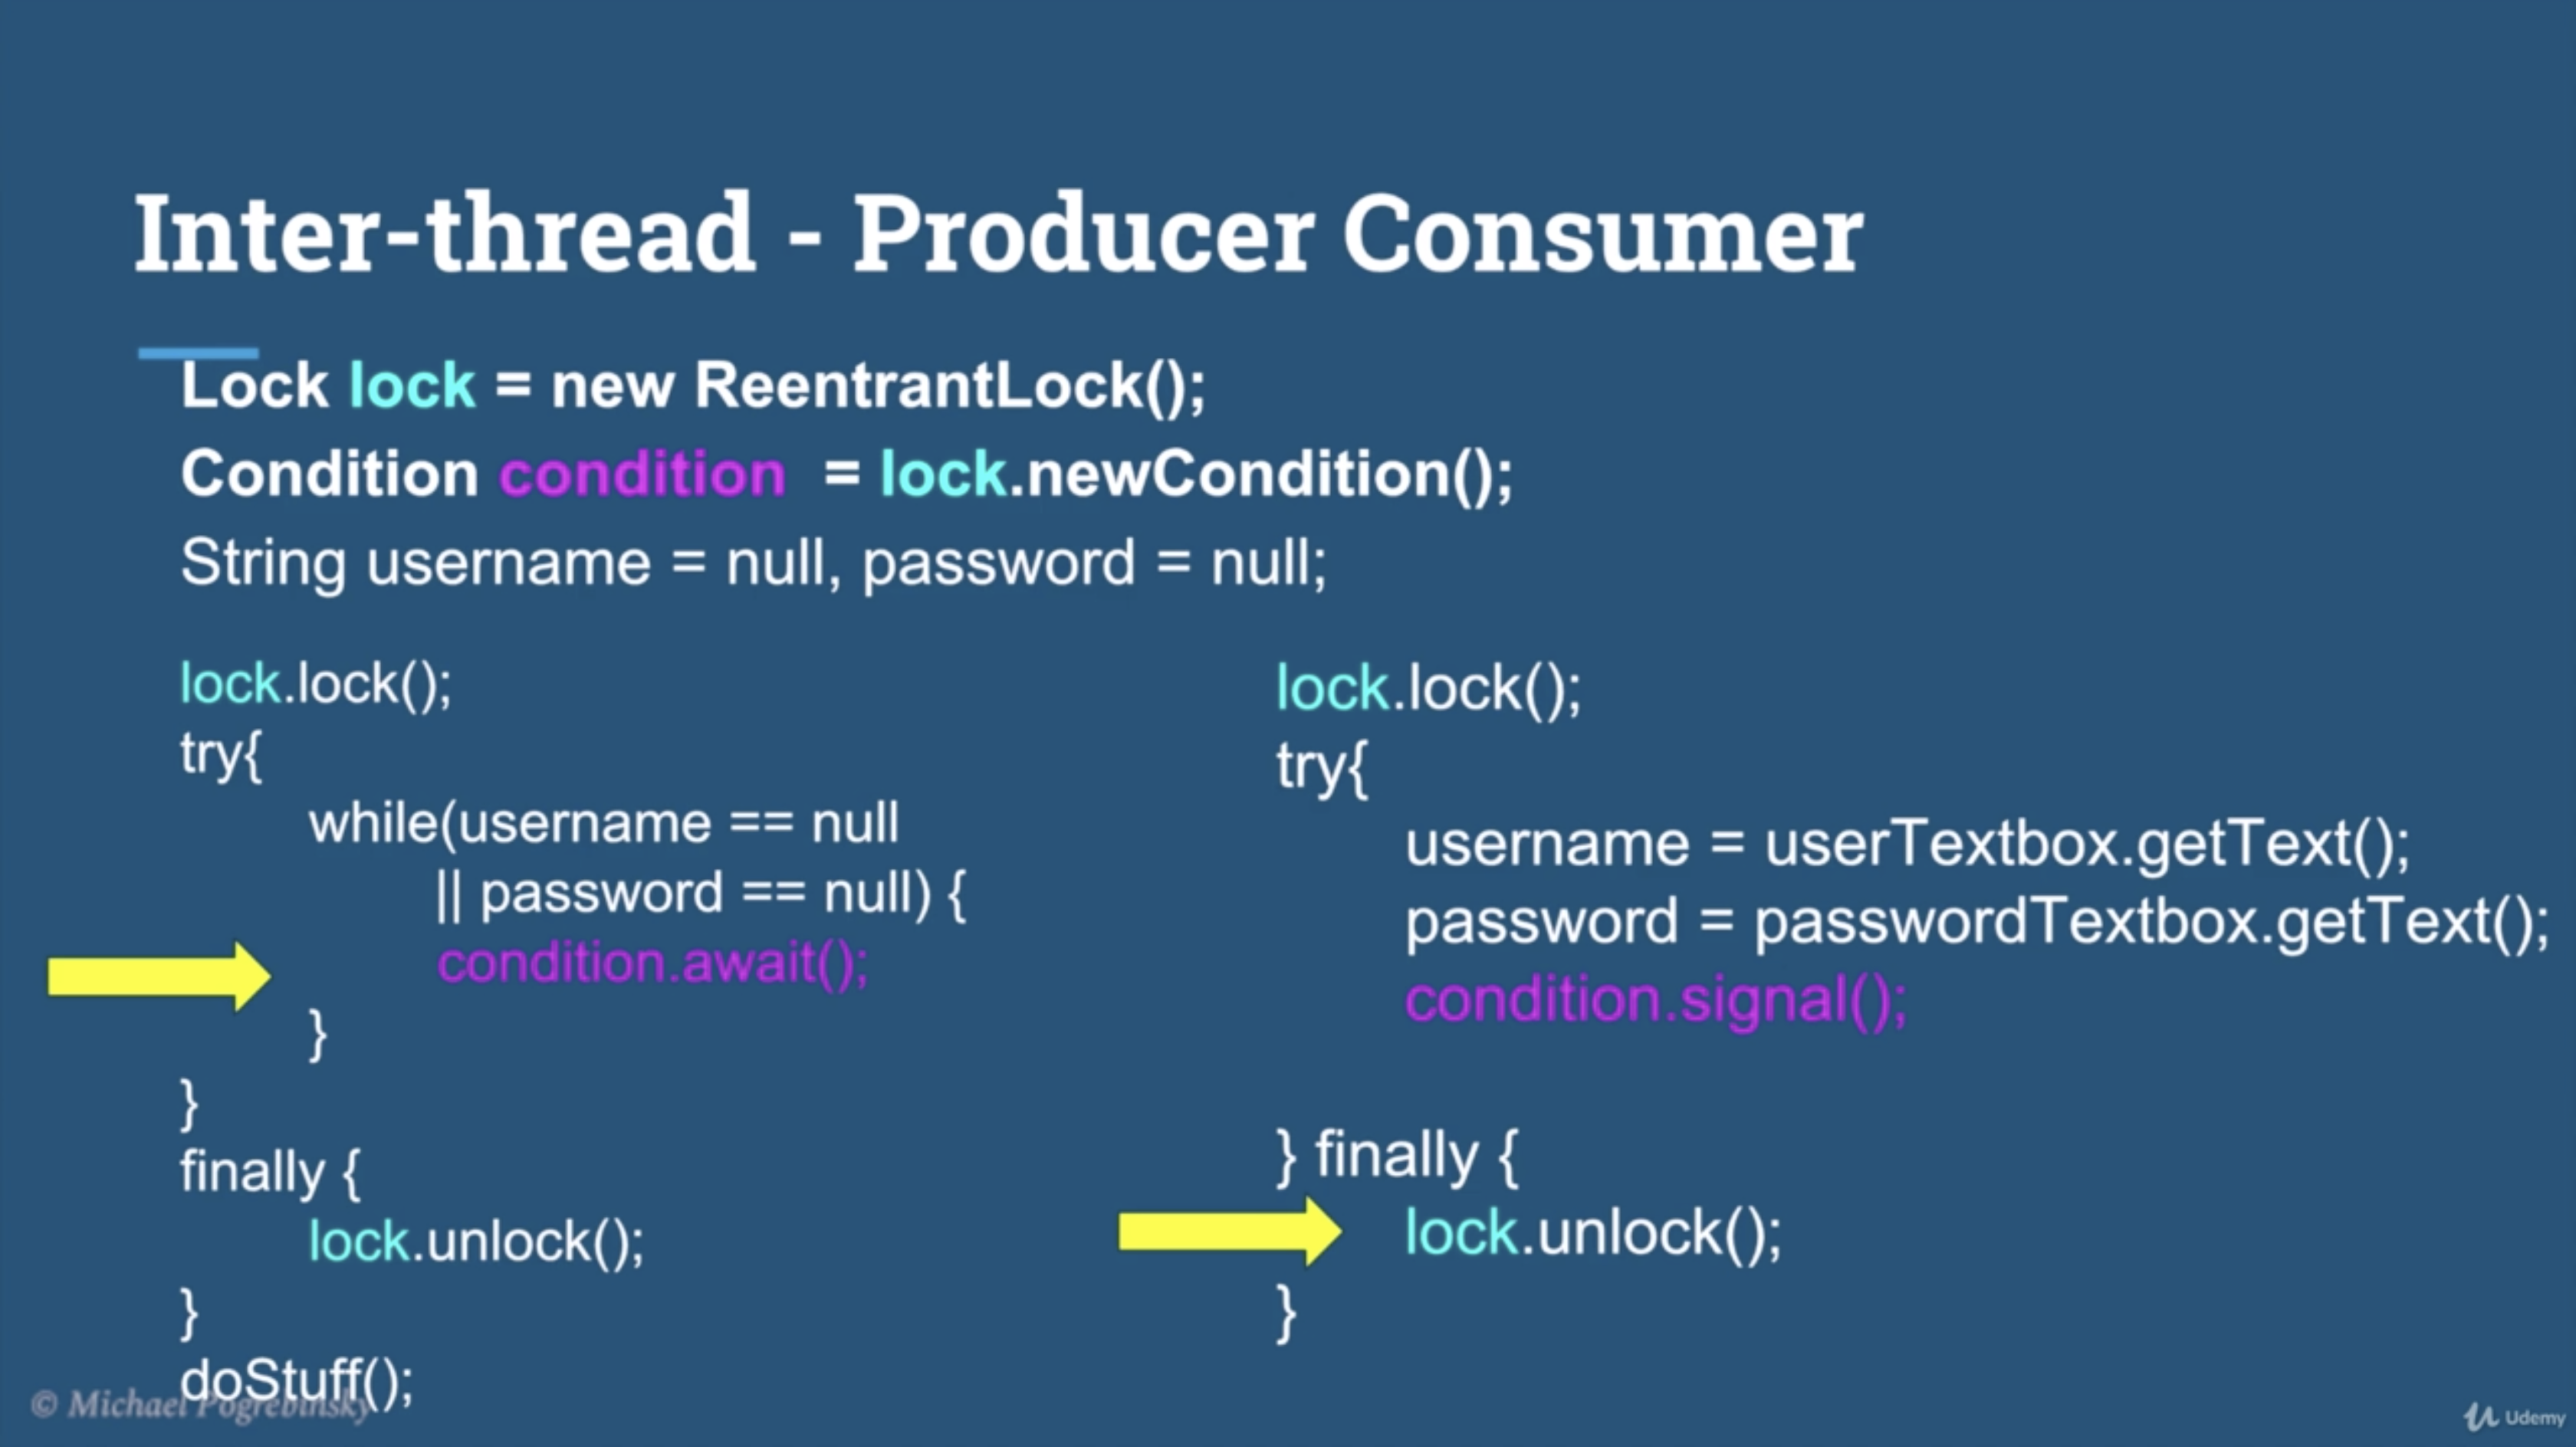 Inter-thread - Producer Consumer
Lock lock = new ReentrantLock();
Condition condition = lock.newCondition();
String username = null, password = null;
lock.lock();
try{
while(username == null
|| password == null) {
condition.await();
}
}
finally {
lock.unlock();
}
doStuff();
lock.lock();
try{
username = userTextbox.getText();
password = passwordTextbox.getText();
condition.signal();
} finally {
lock.unlock();
}
© Michael Pogrebinsky
Udemy